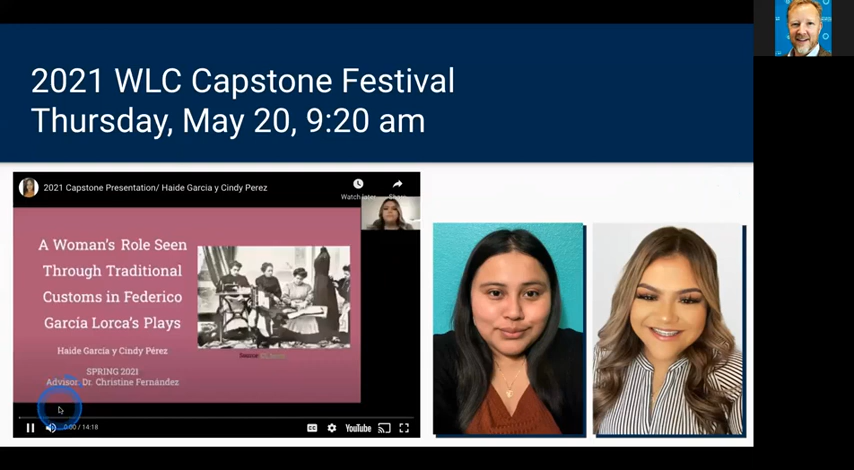 2021 WLC Capstone Festival
Thursday, May 20, 9:20 am
2021 Capstone Presentation/ Haide Garcia y Cindy Perez
Watch later
Share
A Woman's Role Seen
Through Traditional
Customs in Federico
García Lorca's Plays
Haide García y Cindy Pérez
SPRING 2021
Advisor: Dr. Christine Fernández
0:00 / 14:18
CC
YouTube